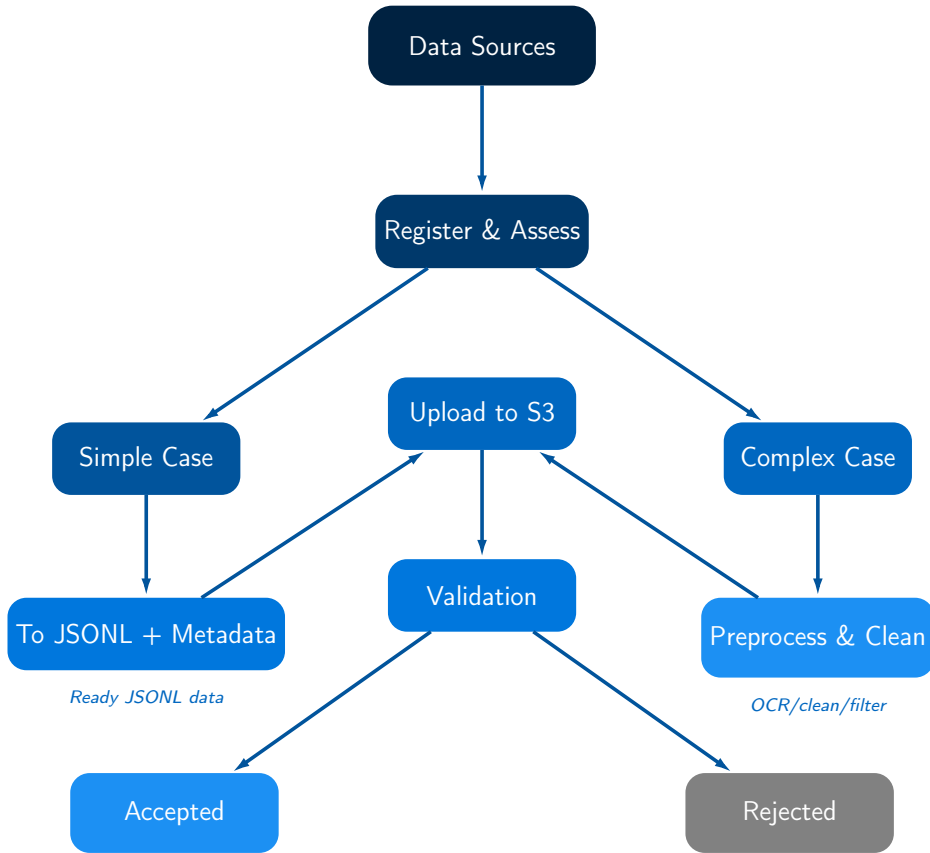 Data Sources
Register & Assess
Upload to S3
Simple Case
Complex Case
Validation
To JSONL + Metadata
Preprocess & Clean
Ready JSONL data
OCR/clean/filter
Accepted
Rejected